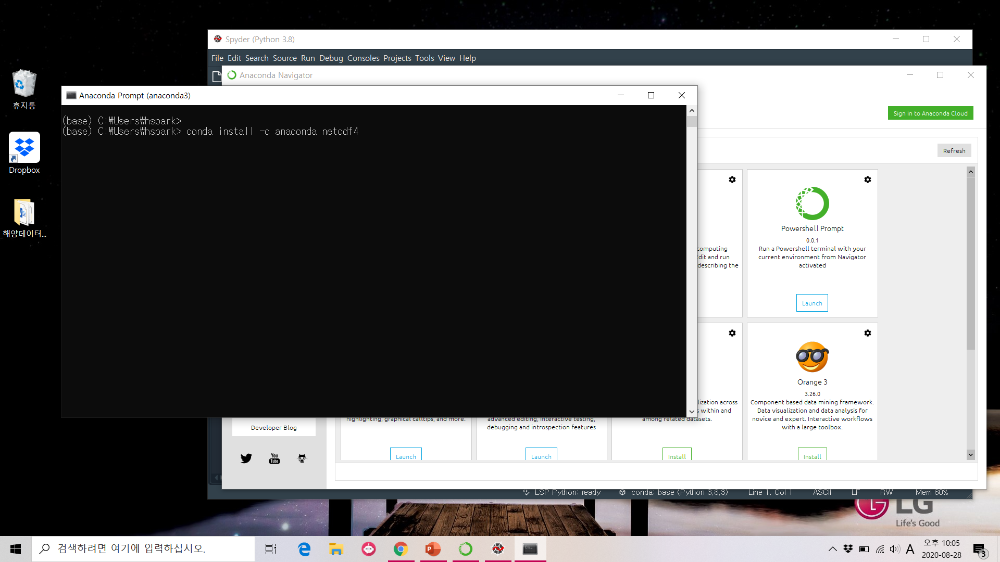 Spyder (Python 3.8)
File Edit Search Source Run Debug Consoles Projects Tools View Help
Anaconda Navigator
Anaconda Prompt (anaconda3)
(base) C:₩Users₩hspark>
(base) C:₩Users₩hspark> conda install -c anaconda netcdf4
휴지통
Dropbox
해양데이터...
Sign in to Anaconda Cloud
Refresh
computing
dit and run
describing the
Powershell Prompt
0.0.1
Run a Powershell terminal with your
current environment from Navigator
activated
Launch
lization across
s within and
among related datasets.
Install
Orange 3
3.26.0
Component based data mining framework.
Data visualization and data analysis for
novice and expert. Interactive workflows
with a large toolbox.
Install
highlighting, graphical calltips, and more.
Launch
advanced editing, interactive testing,
debugging and introspection features
Launch
Developer Blog
You
Tube
LSP Python: ready
conda: base (Python 3.8.3)
Line 1, Col 1
ASCII
LF
RW
Mem 60%
LG
Life's Good
검색하려면 여기에 입력하십시오.
A
오후 10:05
2020-08-28
3